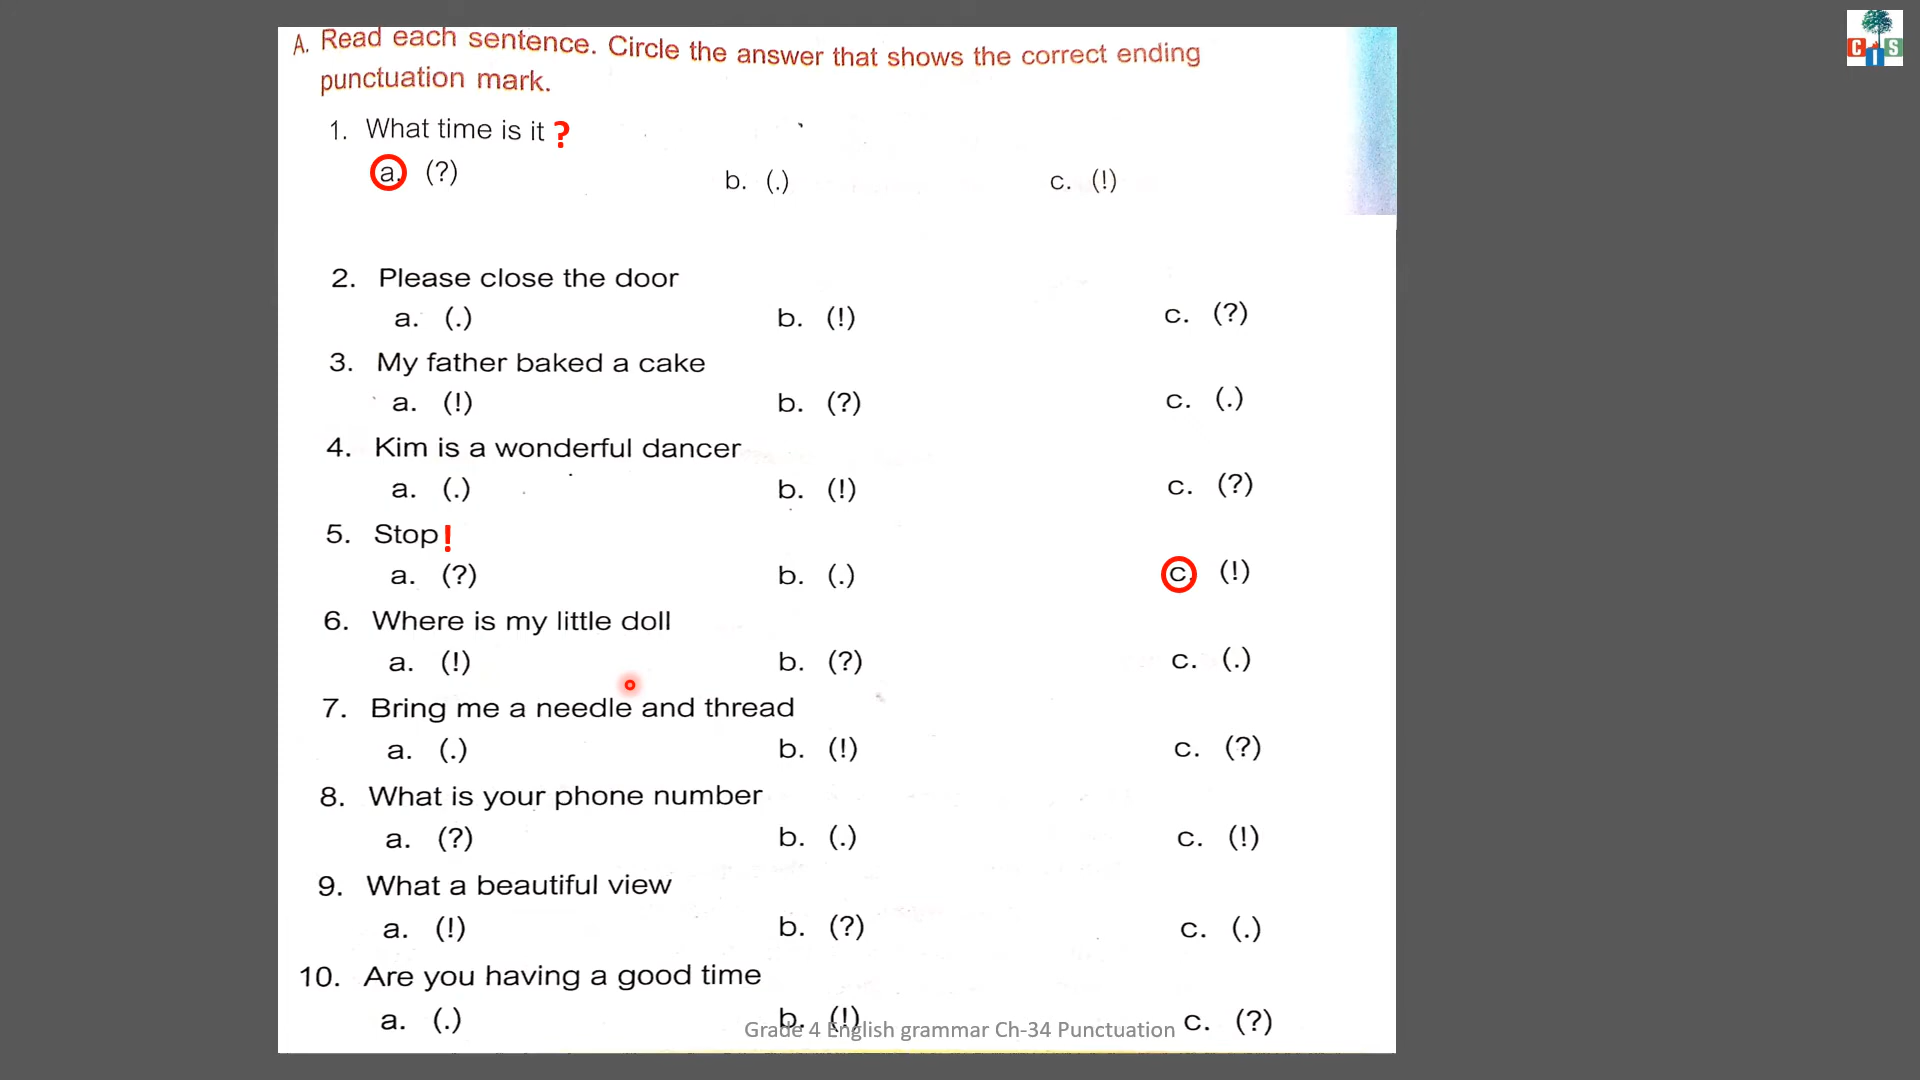 A. Read each sentence. Circle the answer that shows the correct ending
punctuation mark.
1. What time is it ?
a. (?) b. (.) c. (!)
2. Please close the door
a. (.) b. (!) c. (?)
3. My father baked a cake
a. (!) b. (?) c. (.)
4. Kim is a wonderful dancer
a. (.) b. (!) c. (?)
5. Stop!
a. (?) b. (.) c. (!)
6. Where is my little doll
a. (!) b. (?) c. (.)
7. Bring me a needle and thread
a. (.) b. (!) c. (?)
8. What is your phone number
a. (?) b. (.) c. (!)
9. What a beautiful view
a. (!) b. (?) c. (.)
10. Are you having a good time
a. (.) b. (!) c. (?)
Grade 4 English grammar Ch-34 Punctuation
CIS